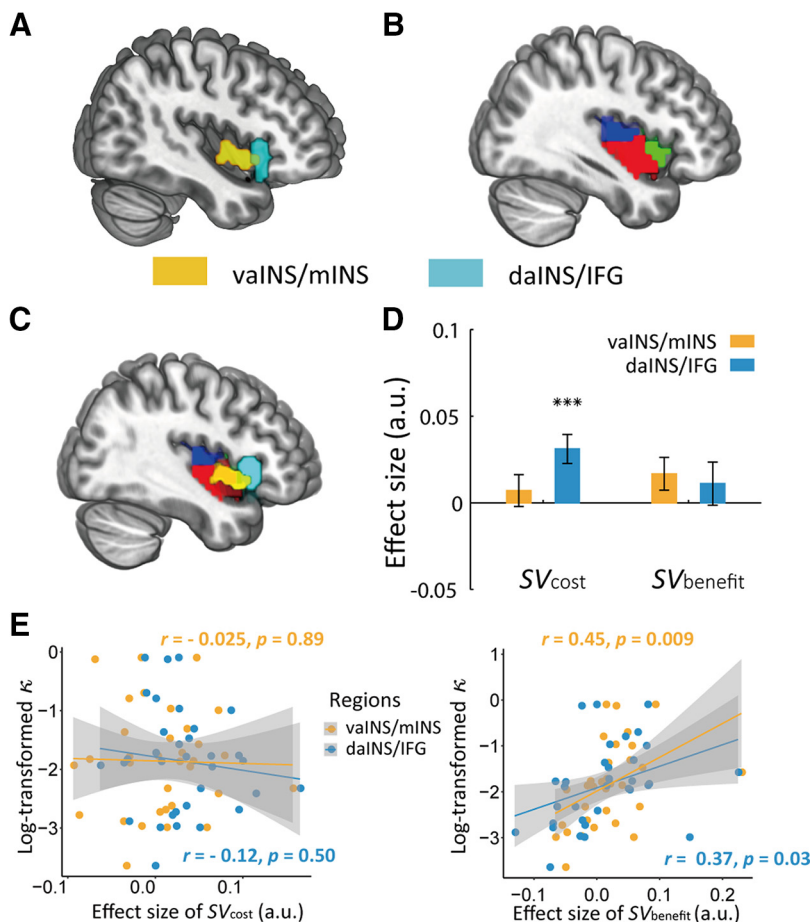 A
B
vaINS/mINS
daINS/IFG
C
D
0.1
0.05
0
-0.05
Effect size (a.u.)
vaINS/mINS
daINS/IFG
***
SVcost
SVbenefit
E
r = - 0.025, p = 0.89
0
−1
−2
−3
Log-transformed κ
r = - 0.12, p = 0.50
−0.1
0.0
0.1
Effect size of SVcost (a.u.)
Regions
vaINS/mINS
daINS/IFG
r = 0.45, p = 0.009
1
0
−1
−2
−3
Log-transformed κ
r = 0.37, p = 0.03
−0.1
0.0
0.1
0.2
Effect size of SVbenefit (a.u.)